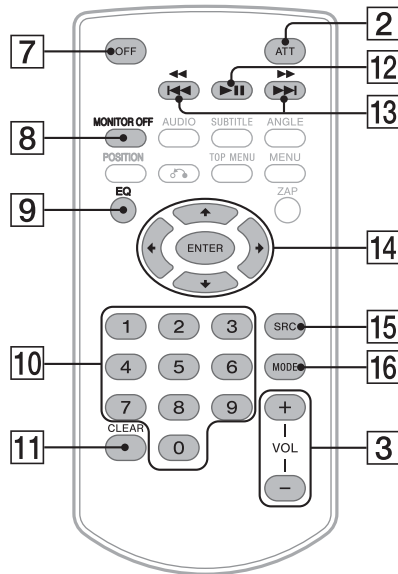 2
7
OFF
ATT
12
13
MONITOR OFF AUDIO SUBTITLE ANGLE
8
POSITION TOP MENU MENU
EQ ZAP
9
ENTER
14
1 2 3
SRC
15
10
4 5 6
MODE
16
7 8 9
+
CLEAR
11
0
VOL
3
−